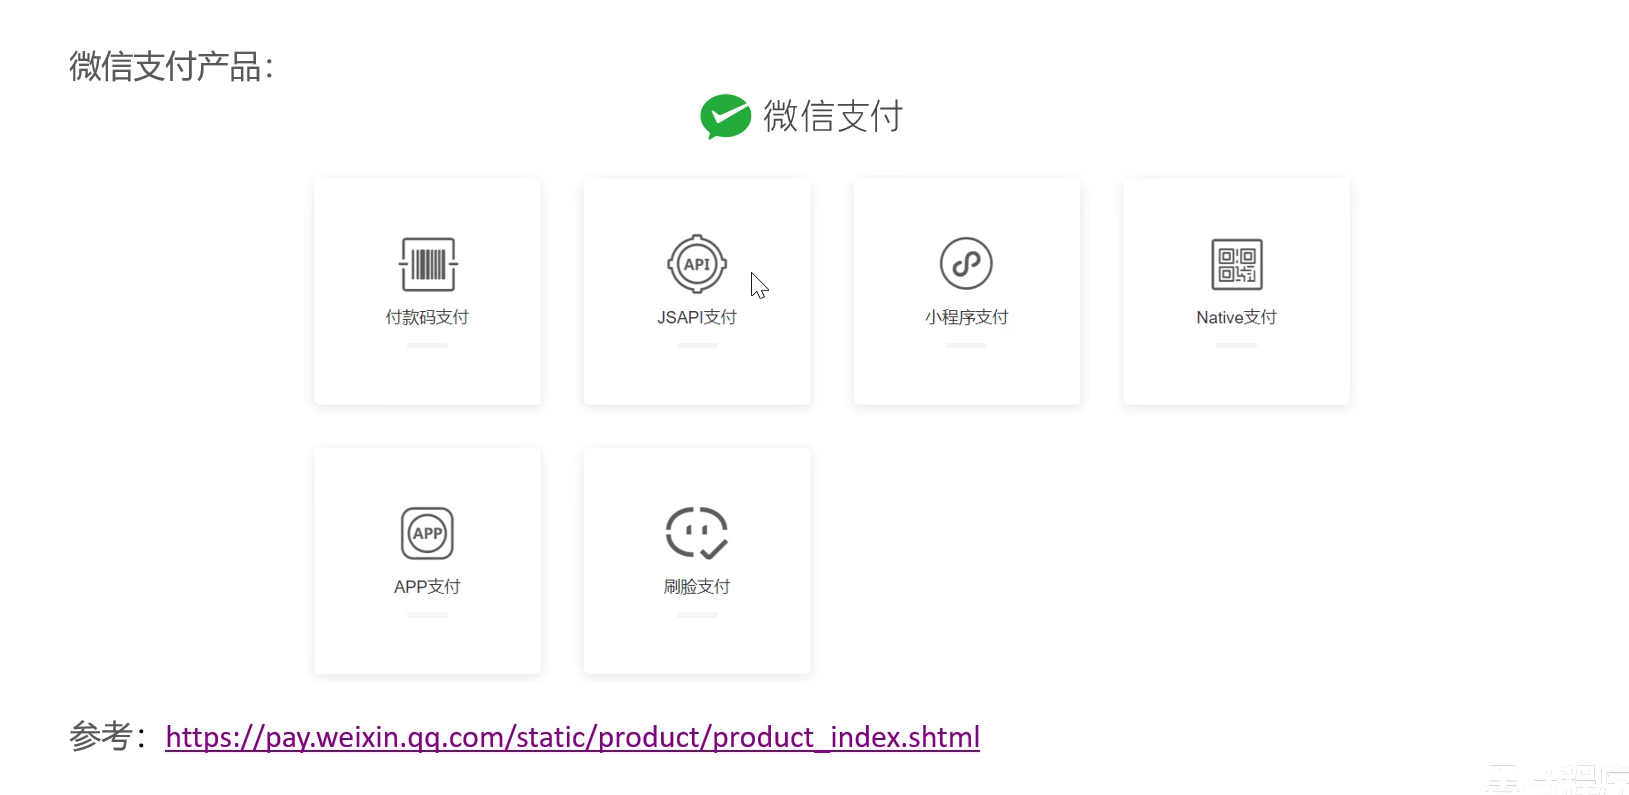 微信支付产品：
微信支付
付款码支付
API
JSAPI支付
小程序支付
Native支付
APP
APP支付
刷脸支付
参考：https://pay.weixin.qq.com/static/product/product_index.shtml